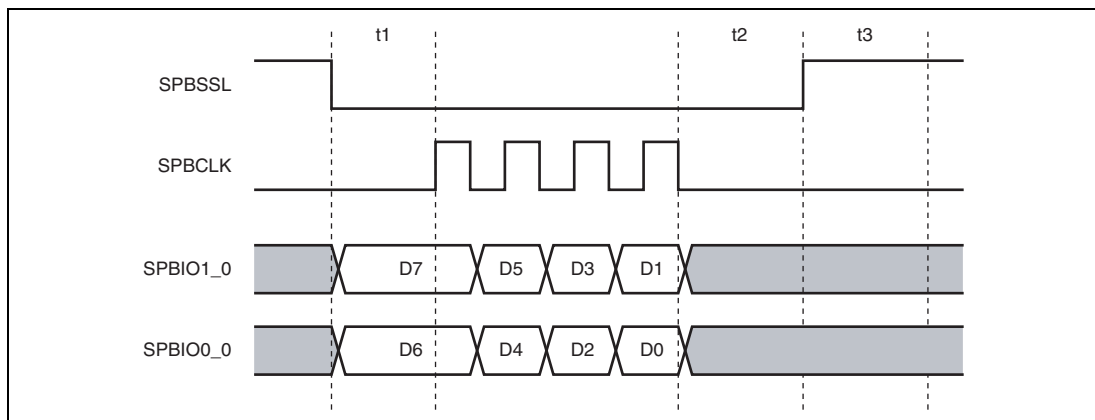 t1 t2 t3
SPBSSL
SPBCLK
SPBIO1_0 D7 D5 D3 D1
SPBIO0_0 D6 D4 D2 D0